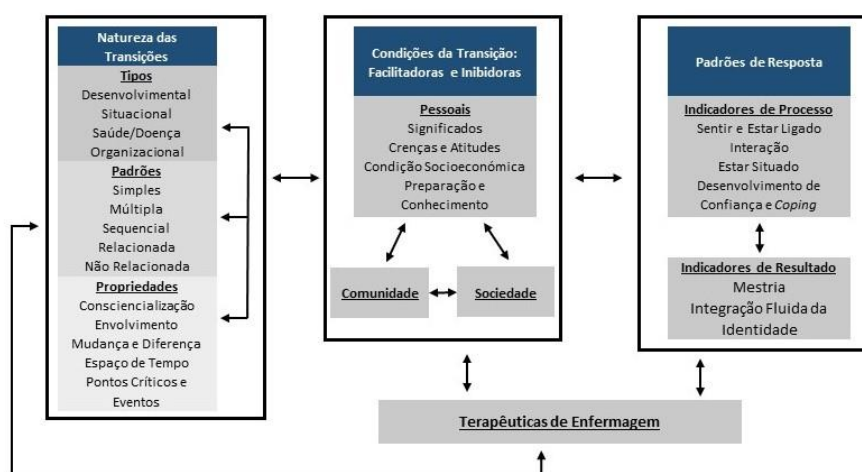 Natureza das
Transições
Tipos
Desenvolvimental
Situacional
Saúde/Doença
Organizacional
Padrões
Simples
Múltipla
Sequencial
Relacionada
Não Relacionada
Propriedades
Consciencialização
Envolvimento
Mudança e Diferença
Espaço de Tempo
Pontos Críticos e
Eventos
Condições da Transição:
Facilitadoras e Inibidoras
Pessoais
Significados
Crenças e Atitudes
Condição Socioeconómica
Preparação e
Conhecimento
Comunidade
Sociedade
Padrões de Resposta
Indicadores de Processo
Sentir e Estar Ligado
Interação
Estar Situado
Desenvolvimento de
Confiança e Coping
Indicadores de Resultado
Mestria
Integração Fluida da
Identidade
Terapêuticas de Enfermagem